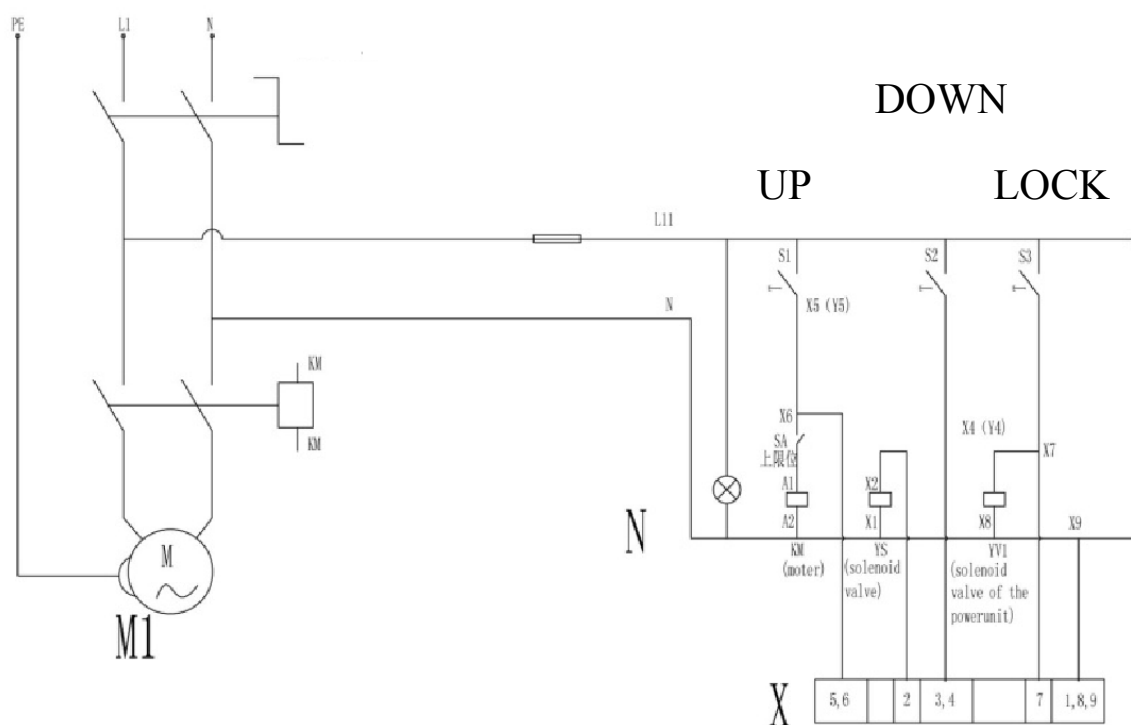 PE L1 N
DOWN
UP LOCK
L11
S1 S2 S3
X5 (Y5)
N
KM
X6
X4 (Y4)
SA
X7
上限位
KM
A1 X2
A2 X1 X8 X9
N
KM YS YV1
(moter) (solenoid (solenoid
valve) valve of the
powerunit)
M
M1
X 5,6 2 3,4 7 1,8,9